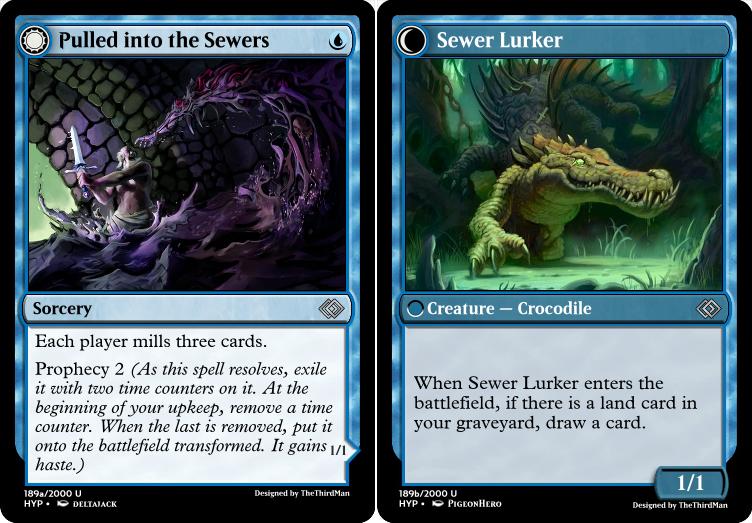 Pulled into the Sewers
Sorcery
Each player mills three cards.
Prophecy 2 (As this spell resolves, exile
it with two time counters on it. At the
beginning of your upkeep, remove a time
counter. When the last is removed, put it
onto the battlefield transformed. It gains
haste.)
1/1
189a/2000 U
HYP • DELTAJACK
Designed by TheThirdMan
Sewer Lurker
Creature — Crocodile
When Sewer Lurker enters the
battlefield, if there is a land card in
your graveyard, draw a card.
1/1
189b/2000 U
HYP • PIGEONHERO
Designed by TheThirdMan